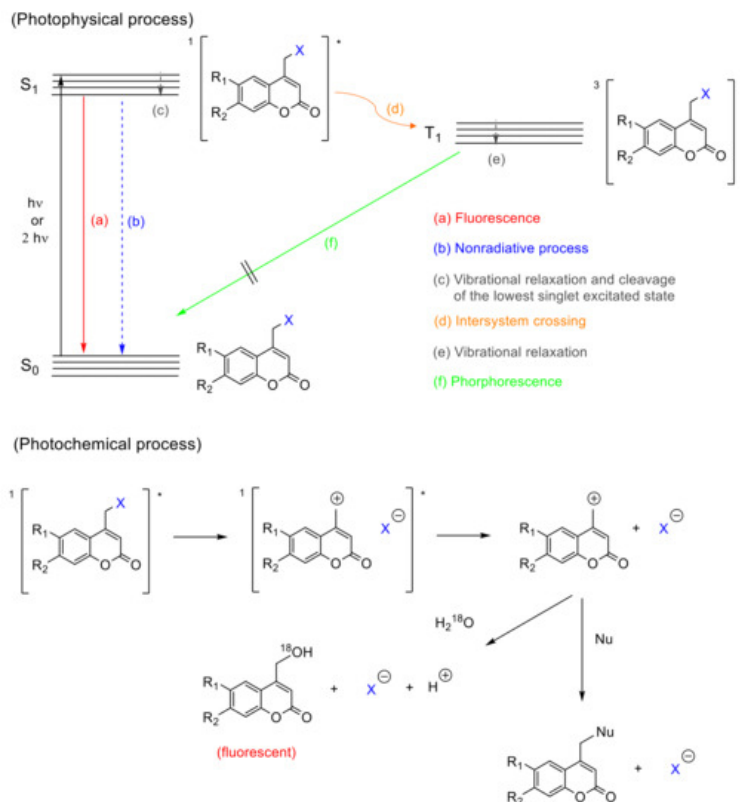 (Photophysical process)
S1
(c)
1
*
X
R1
R2
O
O
(d)
T1
(e)
3
X
R1
R2
O
O
hν
or
2 hν
(a)
(b)
(f)
(a) Fluorescence
(b) Nonradiative process
(c) Vibrational relaxation and cleavage
of the lowest singlet excited state
(d) Intersystem crossing
(e) Vibrational relaxation
(f) Phorphorescence
S0
X
R1
R2
O
O
(Photochemical process)
1
*
X
R1
R2
O
O
1
*
+
X −
R1
R2
O
O
+
R1
R2
O
O
+ X −
H2 18O
Nu
18OH
R1
R2
O
O
+ X − + H +
(fluorescent)
Nu
R1
R2
O
O
+ X −